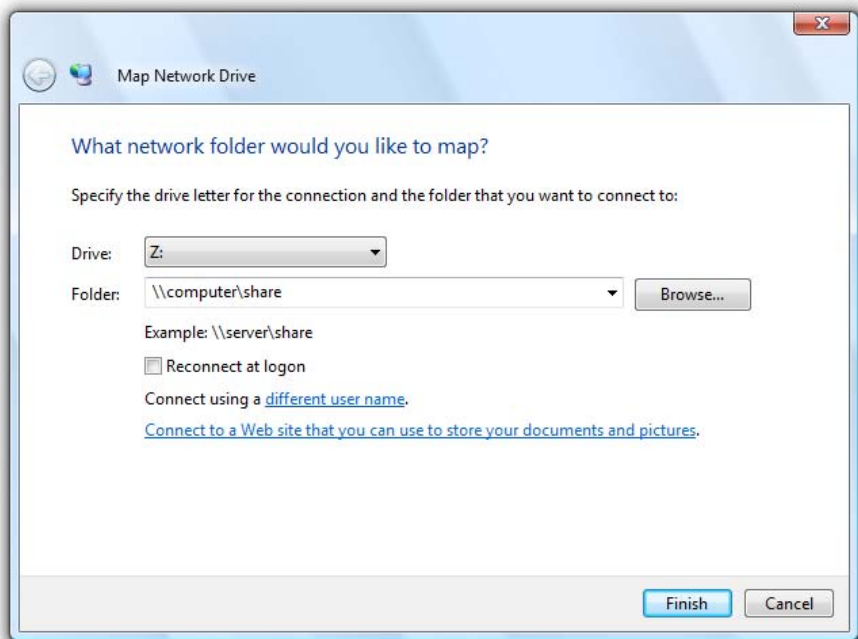 Map Network Drive
What network folder would you like to map?
Specify the drive letter for the connection and the folder that you want to connect to:
Drive: Z:
Folder: \\computer\share Browse...
Example: \\server\share
Reconnect at logon
Connect using a different user name.
Connect to a Web site that you can use to store your documents and pictures.
Finish Cancel